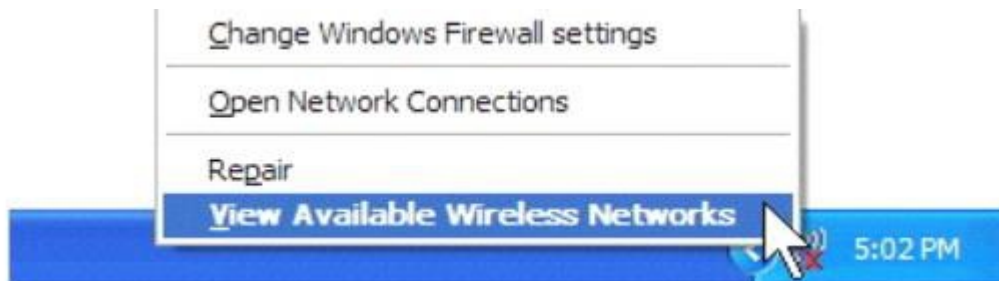 Change Windows Firewall settings
Open Network Connections
Repair
View Available Wireless Networks
5:02 PM